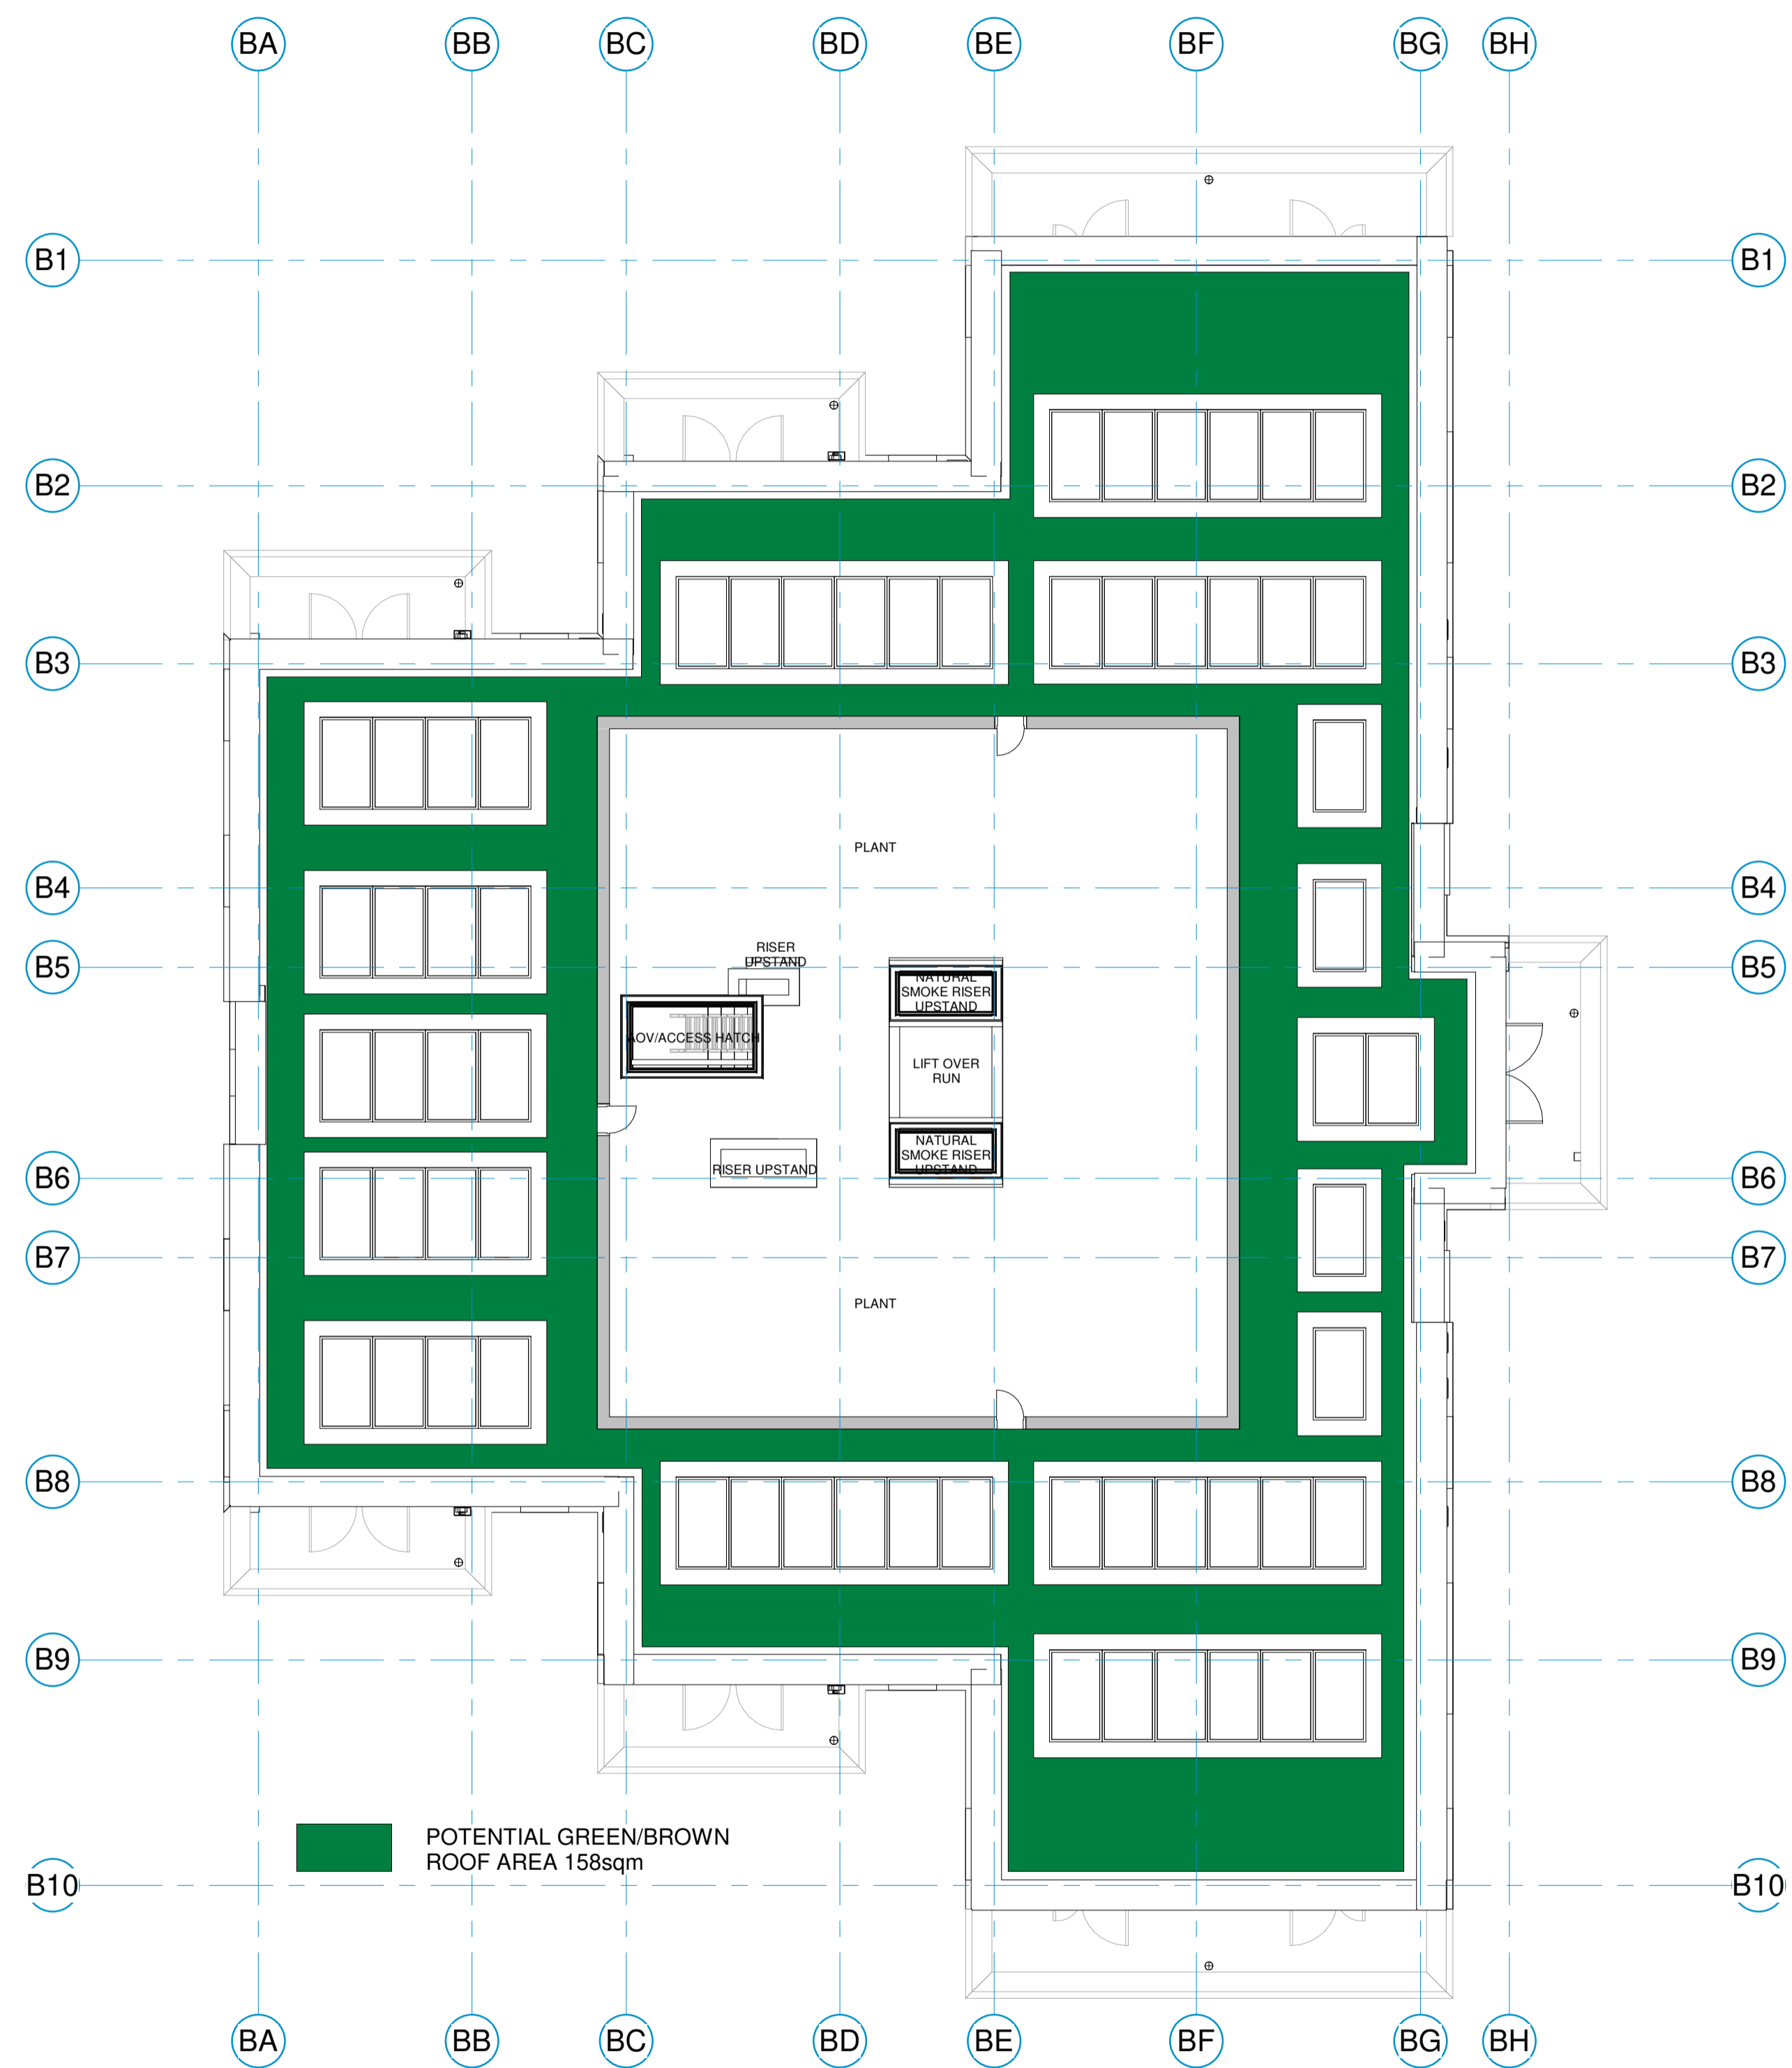 BA BB BC BD BE BF BG BH
B1 B1
B2 B2
B3 B3
PLANT
B4 B4
RISER
UPSTAND
B5 B5
NATURAL
SMOKE RISER
UPSTAND
AOV/ACCESS HATCH
LIFT OVER
RUN
NATURAL
SMOKE RISER
UPSTAND
RISER UPSTAND
B6 B6
B7 B7
PLANT
B8 B8
B9 B9
POTENTIAL GREEN/BROWN
ROOF AREA 158sqm
B10 B10
BA BB BC BD BE BF BG BH